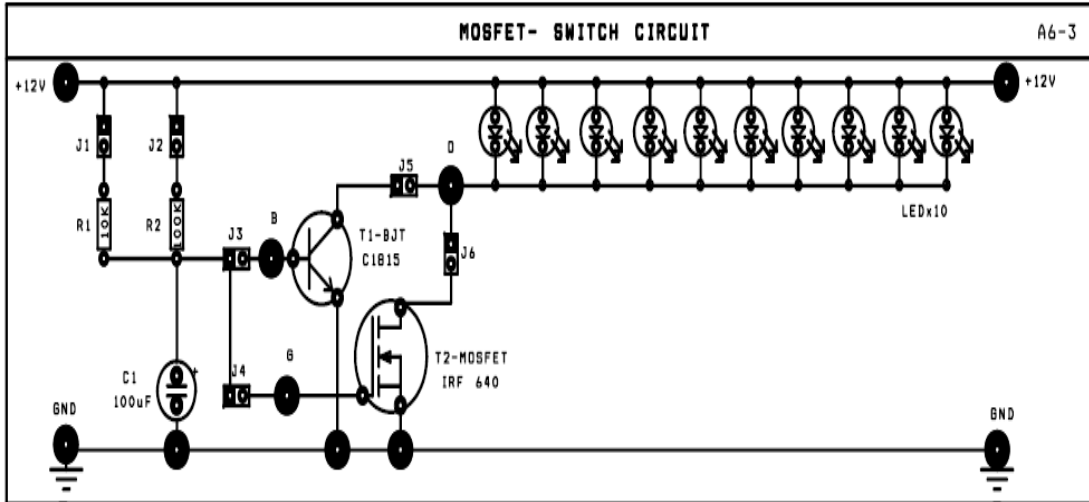 MOSFET- SWITCH CIRCUIT
A6-3
+12V
+12V
J1
J2
D
J5
LEDx10
R1
10K
R2
100K
J3
B
T1-BJT
C1815
J6
J4
G
T2-MOSFET
IRF 640
C1
100uF
+
GND
GND